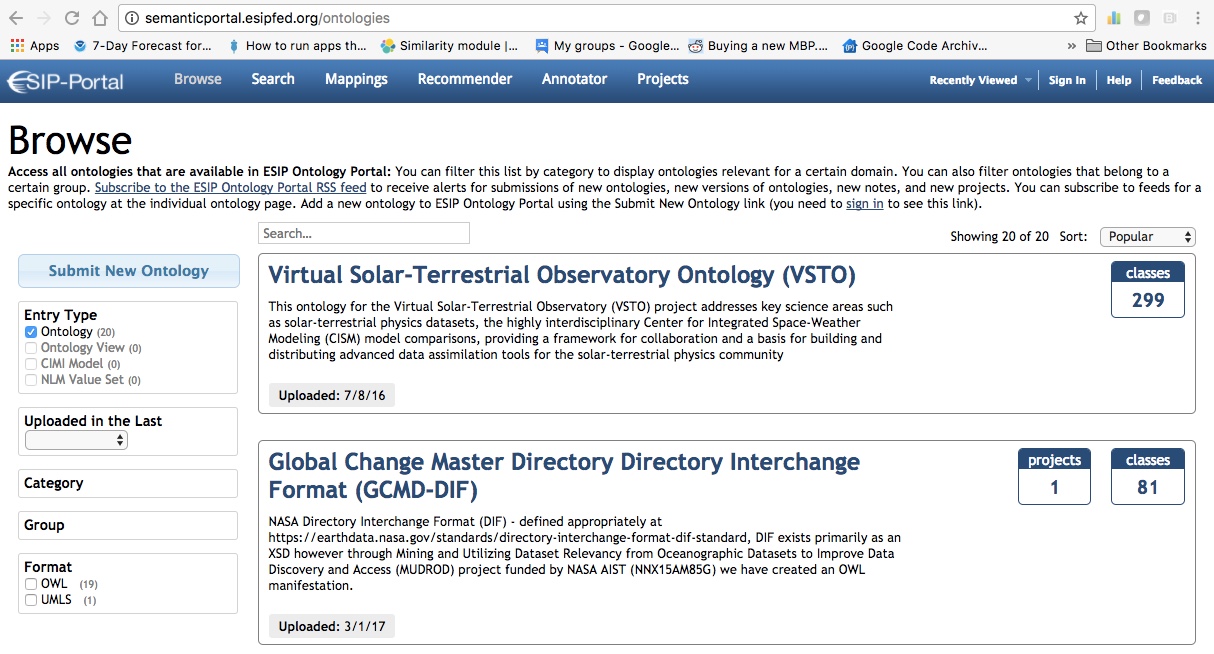 semanticportal.esipfed.org/ontologies
Apps 7-Day Forecast for... How to run apps th... Similarity module |... My groups - Google... Buying a new MBP.... Google Code Archiv... » Other Bookmarks
ESIP-Portal Browse Search Mappings Recommender Annotator Projects Recently Viewed Sign In Help Feedback
Browse
Access all ontologies that are available in ESIP Ontology Portal: You can filter this list by category to display ontologies relevant for a certain domain. You can also filter ontologies that belong to a
certain group. Subscribe to the ESIP Ontology Portal RSS feed to receive alerts for submissions of new ontologies, new versions of ontologies, new notes, and new projects. You can subscribe to feeds for a
specific ontology at the individual ontology page. Add a new ontology to ESIP Ontology Portal using the Submit New Ontology link (you need to sign in to see this link).
Search...
Showing 20 of 20 Sort: Popular
Submit New Ontology
Entry Type
Ontology (20)
Ontology View (0)
CIMI Model (0)
NLM Value Set (0)
Uploaded in the Last
Category
Group
Format
OWL (19)
UMLS (1)
Virtual Solar-Terrestrial Observatory Ontology (VSTO)
classes
299
This ontology for the Virtual Solar-Terrestrial Observatory (VSTO) project addresses key science areas such
as solar-terrestrial physics datasets, the highly interdisciplinary Center for Integrated Space-Weather
Modeling (CISM) model comparisons, providing a framework for collaboration and a basis for building and
distributing advanced data assimilation tools for the solar-terrestrial physics community
Uploaded: 7/8/16
Global Change Master Directory Directory Interchange
Format (GCMD-DIF)
projects
1
classes
81
NASA Directory Interchange Format (DIF) - defined appropriately at
https://earthdata.nasa.gov/standards/directory-interchange-format-dif-standard, DIF exists primarily as an
XSD however through Mining and Utilizing Dataset Relevancy from Oceanographic Datasets to Improve Data
Discovery and Access (MUDROD) project funded by NASA AIST (NNX15AM85G) we have created an OWL
manifestation.
Uploaded: 3/1/17